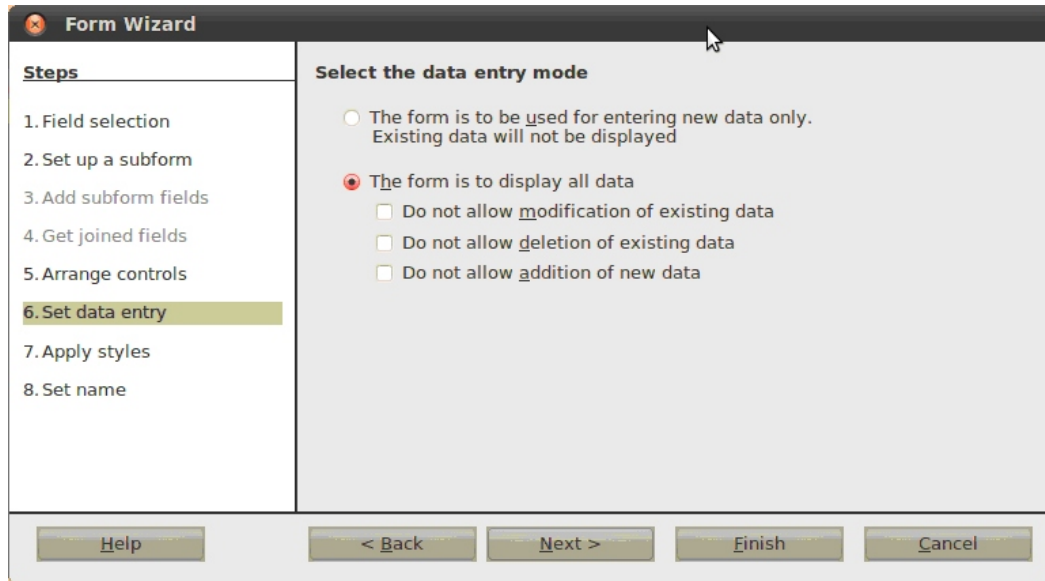 Form Wizard
Steps
1. Field selection
2. Set up a subform
3. Add subform fields
4. Get joined fields
5. Arrange controls
6. Set data entry
7. Apply styles
8. Set name
Select the data entry mode
The form is to be used for entering new data only.
Existing data will not be displayed
The form is to display all data
Do not allow modification of existing data
Do not allow deletion of existing data
Do not allow addition of new data
Help
< Back
Next >
Finish
Cancel